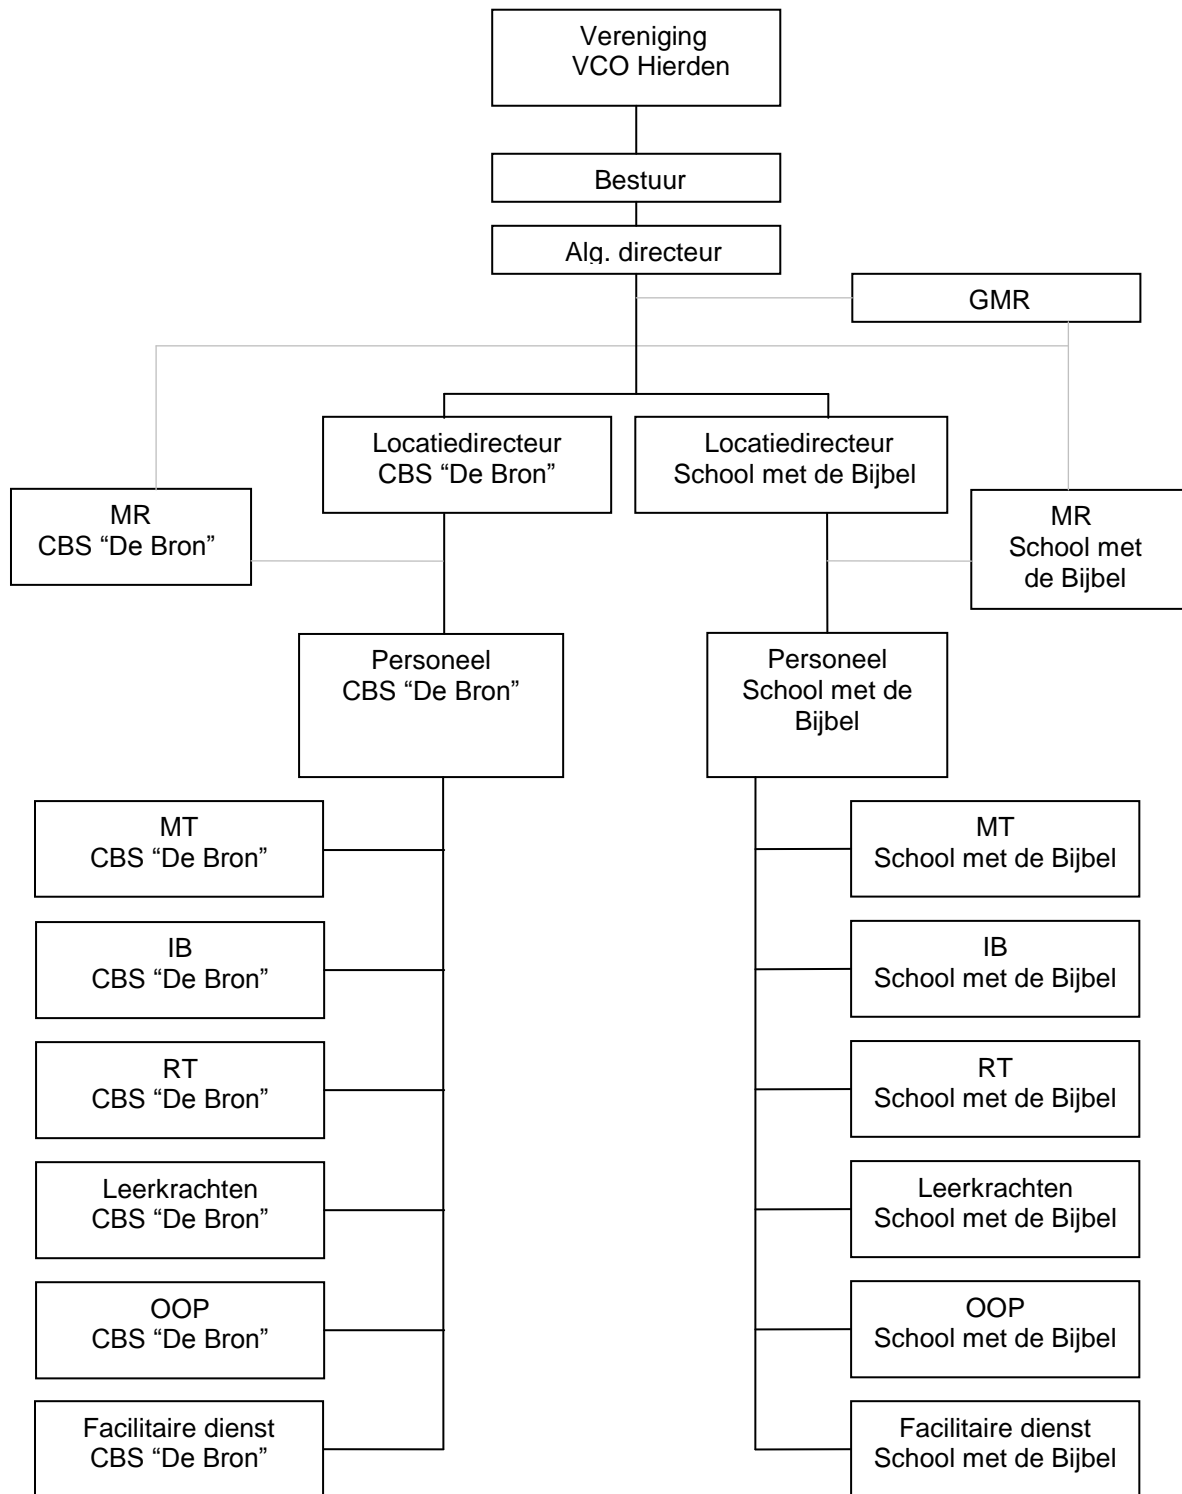 Vereniging
VCO Hierden
Bestuur
Alg. directeur
GMR
Locatiedirecteur
CBS “De Bron”
Locatiedirecteur
School met de Bijbel
MR
CBS “De Bron”
MR
School met
de Bijbel
Personeel
CBS “De Bron”
Personeel
School met de
Bijbel
MT
CBS “De Bron”
MT
School met de Bijbel
IB
CBS “De Bron”
IB
School met de Bijbel
RT
CBS “De Bron”
RT
School met de Bijbel
Leerkrachten
CBS “De Bron”
Leerkrachten
School met de Bijbel
OOP
CBS “De Bron”
OOP
School met de Bijbel
Facilitaire dienst
CBS “De Bron”
Facilitaire dienst
School met de Bijbel